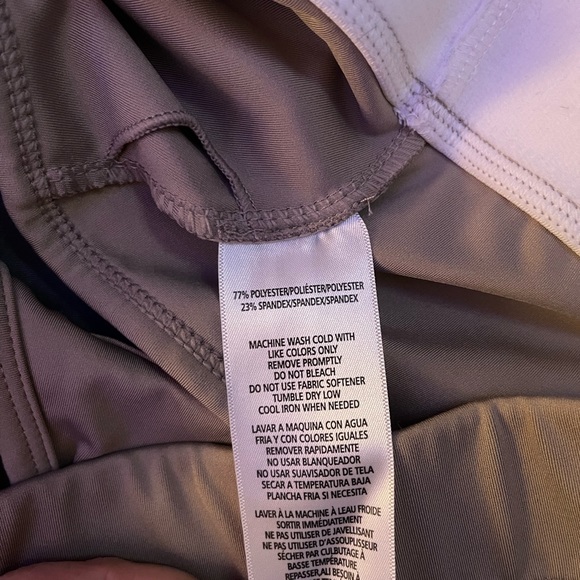 77% POLYESTER/POLIÉSTER/POLYESTER
23% SPANDEX/SPANDEX/SPANDEX
MACHINE WASH COLD WITH
LIKE COLORS ONLY
REMOVE PROMPTLY
DO NOT BLEACH
DO NOT USE FABRIC SOFTENER
TUMBLE DRY LOW
COOL IRON WHEN NEEDED
LAVAR A MAQUINA CON AGUA
FRIA Y CON COLORES IGUALES
REMOVER RAPIDAMENTE
NO USAR BLANQUEADOR
NO USAR SUAVISADOR DE TELA
SECAR A TEMPERATURA BAJA
PLANCHA FRIA SI NECESITA
LAVER À LA MACHINE À LEAU FROIDE
SORTIR IMMÉDIATEMENT
NE PAS UTILISER DE JAVELLISANT
NE PAS UTILISER D'ASSOUPLISSEUR
SÉCHER PAR CULBUTAGE À
BASSE TEMPÉRATURE
REPASSER,ALI BESOIN À